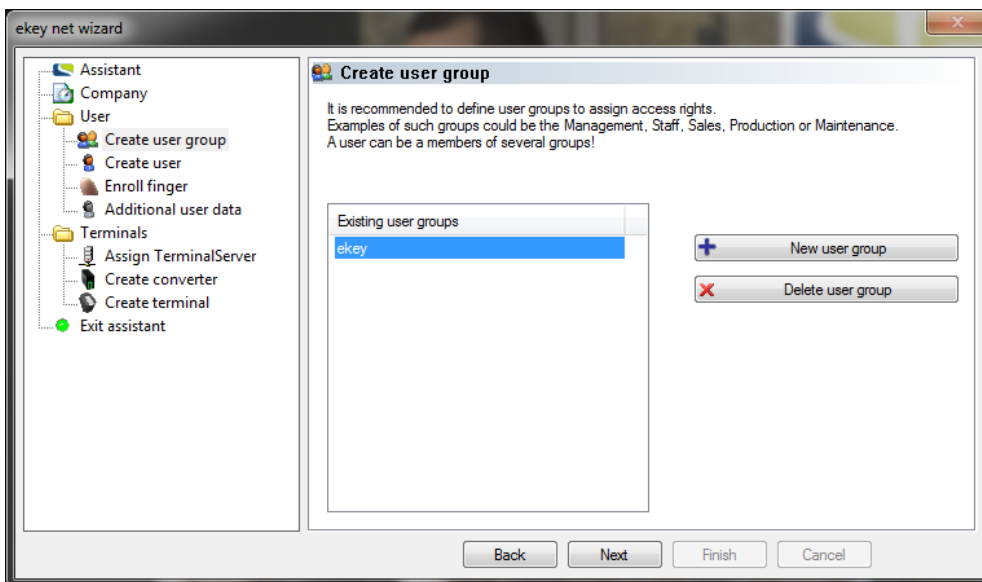 ekey net wizard
Assistant
Company
User
Create user group
Create user
Enroll finger
Additional user data
Terminals
Assign TerminalServer
Create converter
Create terminal
Exit assistant
Create user group
It is recommended to define user groups to assign access rights.
Examples of such groups could be the Management, Staff, Sales, Production or Maintenance.
A user can be a members of several groups!
Existing user groups
ekey
New user group
Delete user group
Back
Next
Finish
Cancel